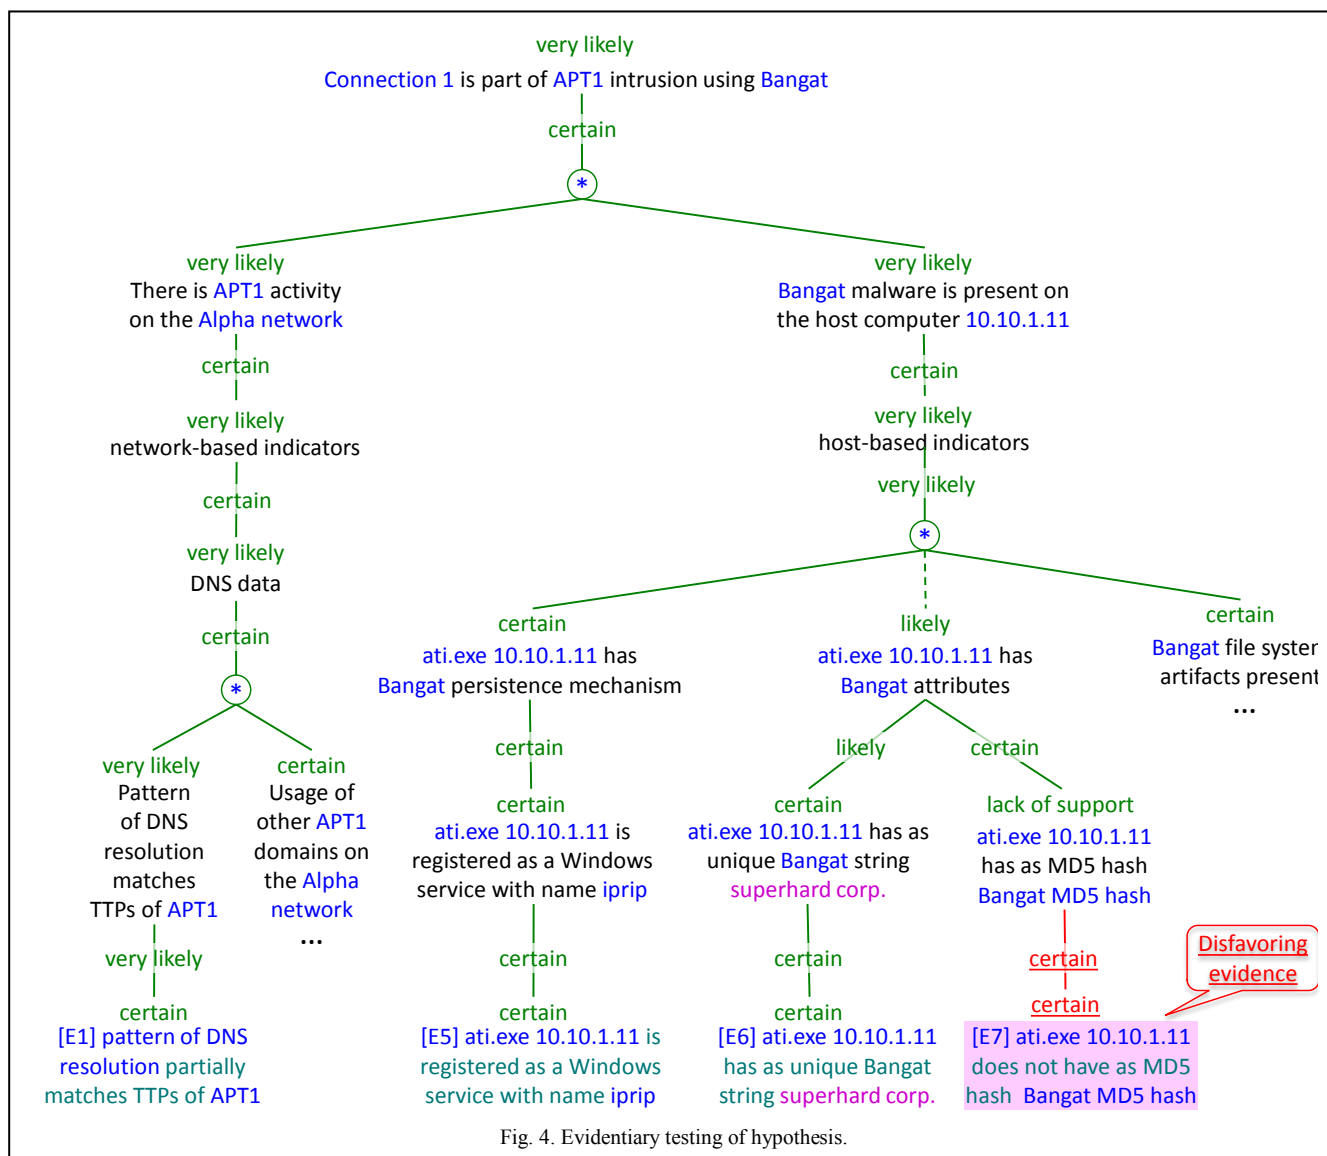 very likely
Connection 1 is part of APT1 intrusion using Bangat
certain
*
very likely
There is APT1 activity
on the Alpha network
certain
very likely
network-based indicators
certain
very likely
DNS data
certain
*
very likely
Pattern
of DNS
resolution
matches
TTPs of APT1
very likely
certain
[E1] pattern of DNS
resolution partially
matches TTPs of APT1
certain
Usage of
other APT1
domains on
the Alpha
network
...
very likely
Bangat malware is present on
the host computer 10.10.1.11
certain
very likely
host-based indicators
very likely
*
certain
ati.exe 10.10.1.11 has
Bangat persistence mechanism
certain
certain
ati.exe 10.10.1.11 is
registered as a Windows
service with name iprip
certain
certain
[E5] ati.exe 10.10.1.11 is
registered as a Windows
service with name iprip
likely
ati.exe 10.10.1.11 has
Bangat attributes
likely
certain
ati.exe 10.10.1.11 has as
unique Bangat string
superhard corp.
certain
certain
[E6] ati.exe 10.10.1.11
has as unique Bangat
string superhard corp.
certain
lack of support
ati.exe 10.10.1.11
has as MD5 hash
Bangat MD5 hash
certain
certain
[E7] ati.exe 10.10.1.11
does not have as MD5
hash Bangat MD5 hash
Disfavoring
evidence
certain
Bangat file system
artifacts present
...
Fig. 4. Evidentiary testing of hypothesis.